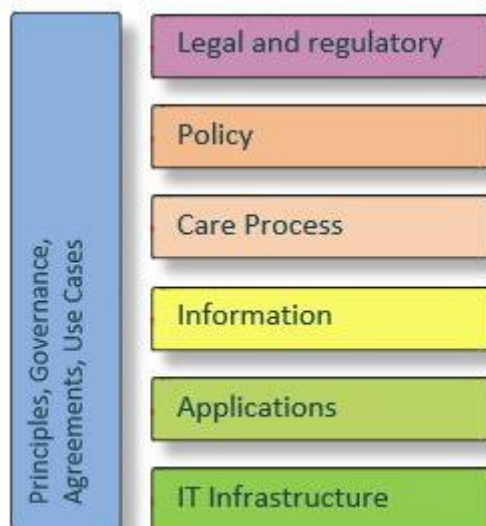 Legal and regulatory
Policy
Care Process
Information
Applications
IT Infrastructure
Principles, Governance,
Agreements, Use Cases